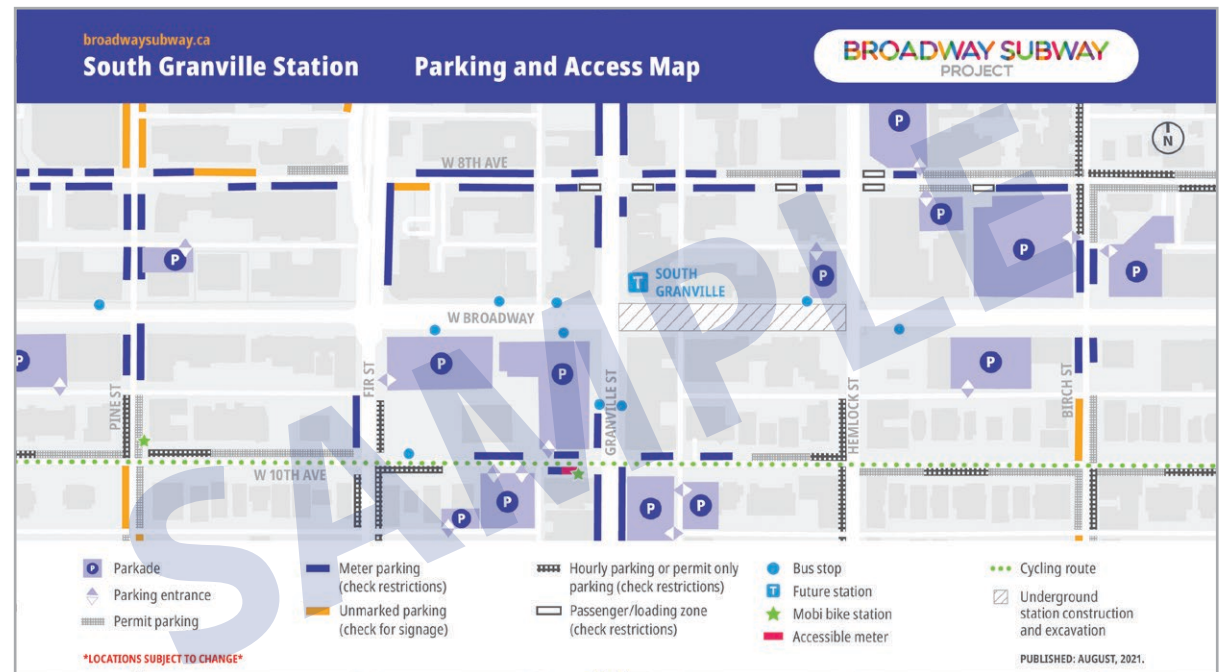 broadwaysubway.ca
South Granville Station Parking and Access Map
BROADWAY SUBWAY
PROJECT
N
P
W 8TH AVE
P
P
P
P
P
T SOUTH
GRANVILLE
W BROADWAY
P
P
P
P
PINE ST
FIR ST
GRANVILLE ST
HEMLOCK ST
BIRCH ST
W 10TH AVE
P
P
P
P
SAMPLE
P Parkade
Parking entrance
Permit parking
*LOCATIONS SUBJECT TO CHANGE*
Meter parking
(check restrictions)
Unmarked parking
(check for signage)
Hourly parking or permit only
parking (check restrictions)
Passenger/loading zone
(check restrictions)
Bus stop
T Future station
Mobi bike station
Accessible meter
Cycling route
Underground
station construction
and excavation
PUBLISHED: AUGUST, 2021.